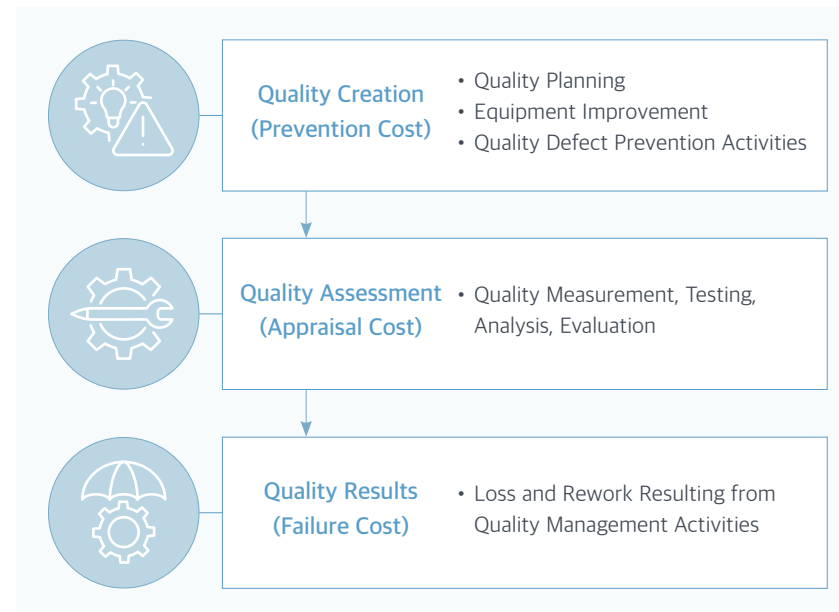 Quality Creation
(Prevention Cost)
• Quality Planning
• Equipment Improvement
• Quality Defect Prevention Activities
Quality Assessment
(Appraisal Cost)
• Quality Measurement, Testing,
Analysis, Evaluation
Quality Results
(Failure Cost)
• Loss and Rework Resulting from
Quality Management Activities